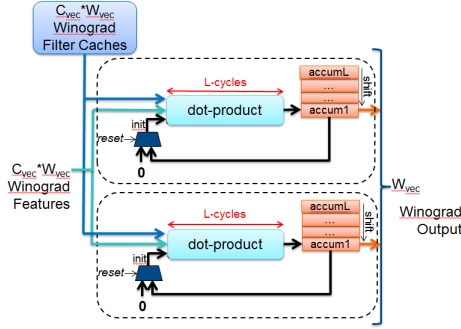 Cvec*Wvec
Winograd
Filter Caches
L-cycles
dot-product
init
reset
0
accumL
...
...
accum1
shift
Cvec*Wvec
Winograd
Features
Wvec
Winograd
Output
L-cycles
dot-product
init
reset
0
accumL
...
...
accum1
shift